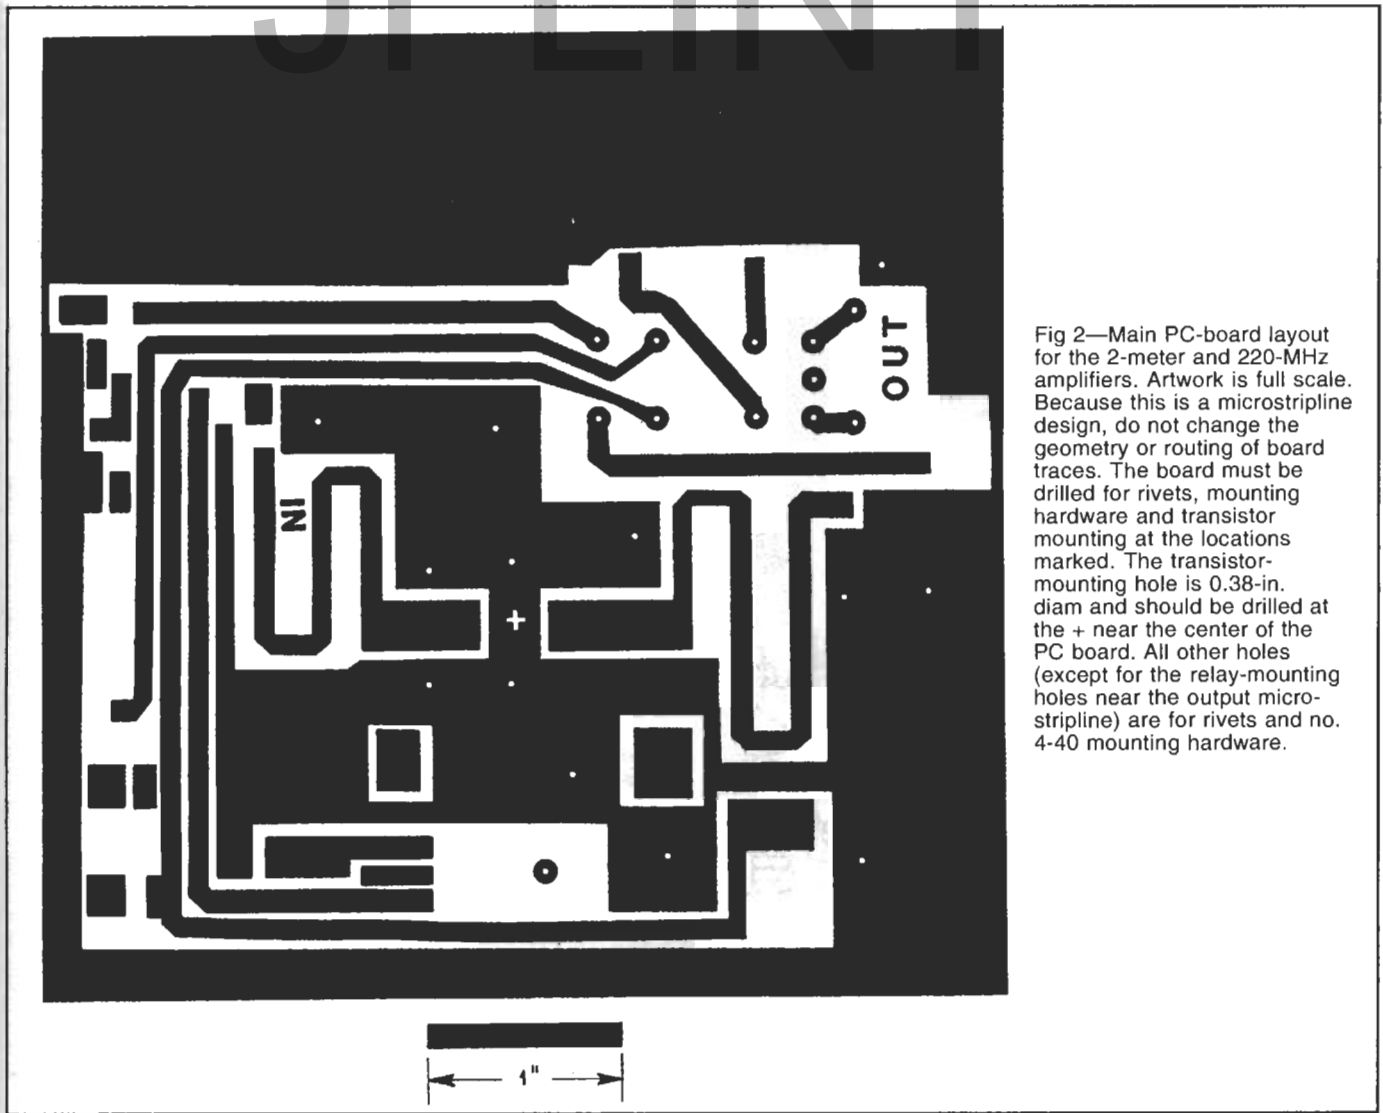 OUT
IN
+
1"
Fig 2—Main PC-board layout
for the 2-meter and 220-MHz
amplifiers. Artwork is full scale.
Because this is a microstripline
design, do not change the
geometry or routing of board
traces. The board must be
drilled for rivets, mounting
hardware and transistor
mounting at the locations
marked. The transistor-
mounting hole is 0.38-in.
diam and should be drilled at
the + near the center of the
PC board. All other holes
(except for the relay-mounting
holes near the output micro-
stripline) are for rivets and no.
4-40 mounting hardware.